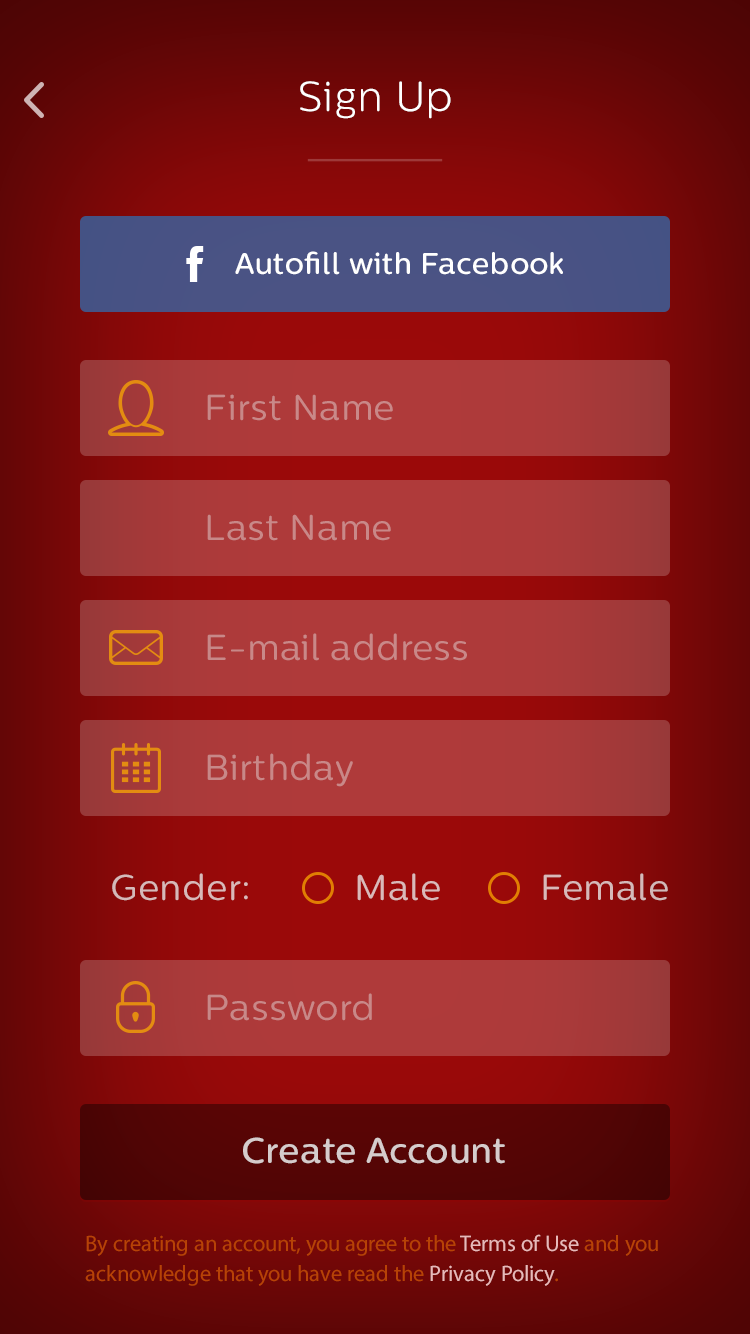 Sign Up
f Autofill with Facebook
First Name
Last Name
E-mail address
Birthday
Gender: Male Female
Password
Create Account
By creating an account, you agree to the Terms of Use and you
acknowledge that you have read the Privacy Policy.